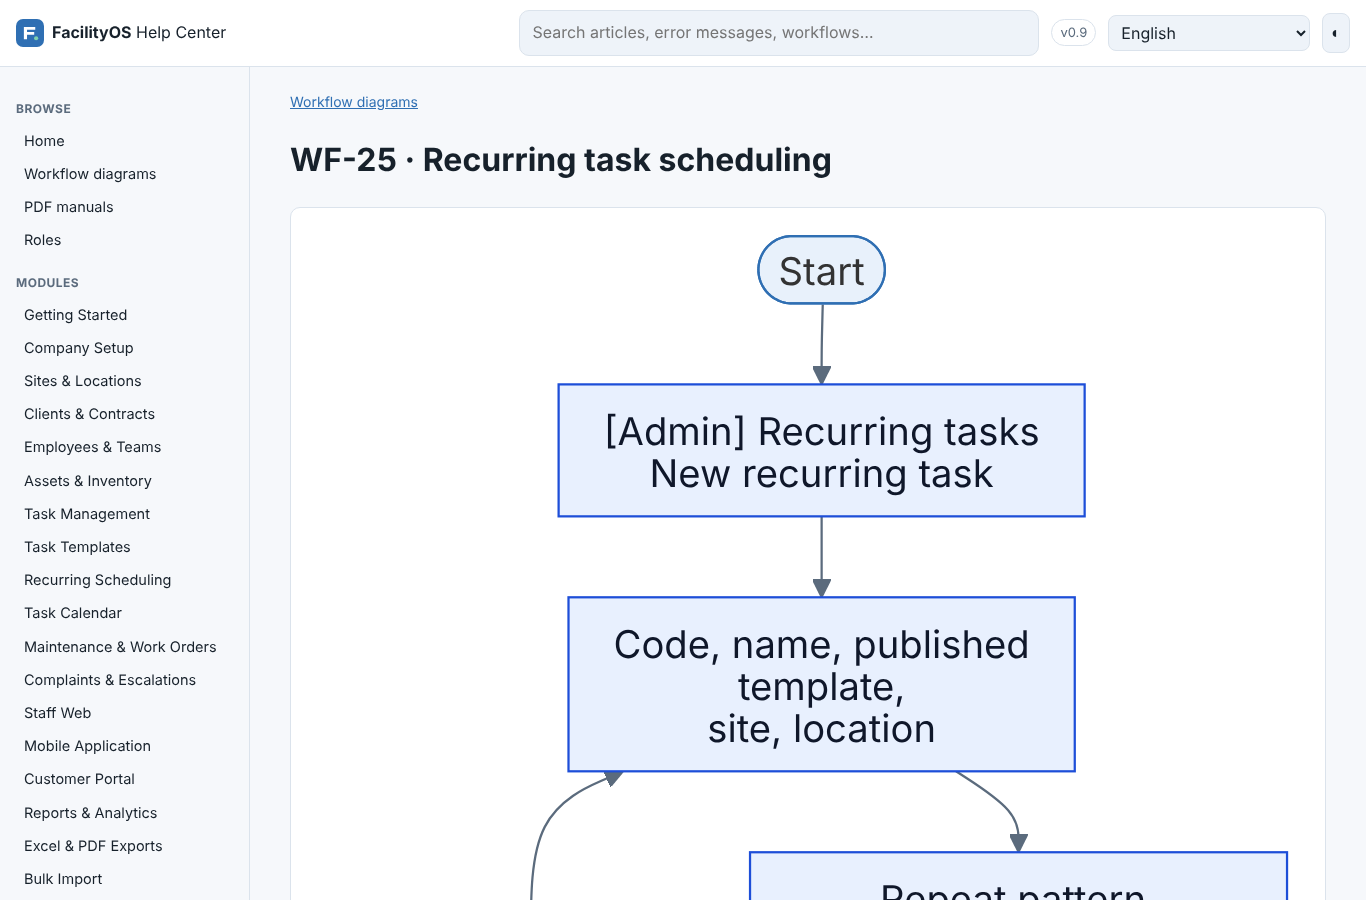 F.
FacilityOS Help Center
Search articles, error messages, workflows...
v0.9
English
Workflow diagrams
WF-25 · Recurring task scheduling
BROWSE
Home
Workflow diagrams
PDF manuals
Roles
MODULES
Getting Started
Company Setup
Sites & Locations
Clients & Contracts
Employees & Teams
Assets & Inventory
Task Management
Task Templates
Recurring Scheduling
Task Calendar
Maintenance & Work Orders
Complaints & Escalations
Staff Web
Mobile Application
Customer Portal
Reports & Analytics
Excel & PDF Exports
Bulk Import
Start
[Admin] Recurring tasks
New recurring task
Code, name, published
template,
site, location
Repeat pattern